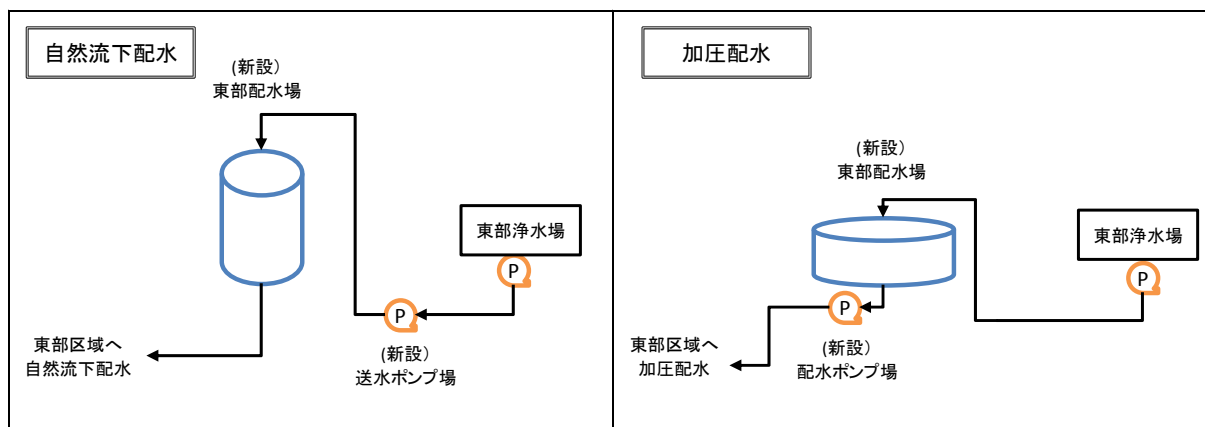 自然流下配水
(新設)
東部配水場
東部浄水場
P
P
(新設)
送水ポンプ場
東部区域へ
自然流下配水
加圧配水
(新設)
東部配水場
東部浄水場
P
P
(新設)
配水ポンプ場
東部区域へ
加圧配水